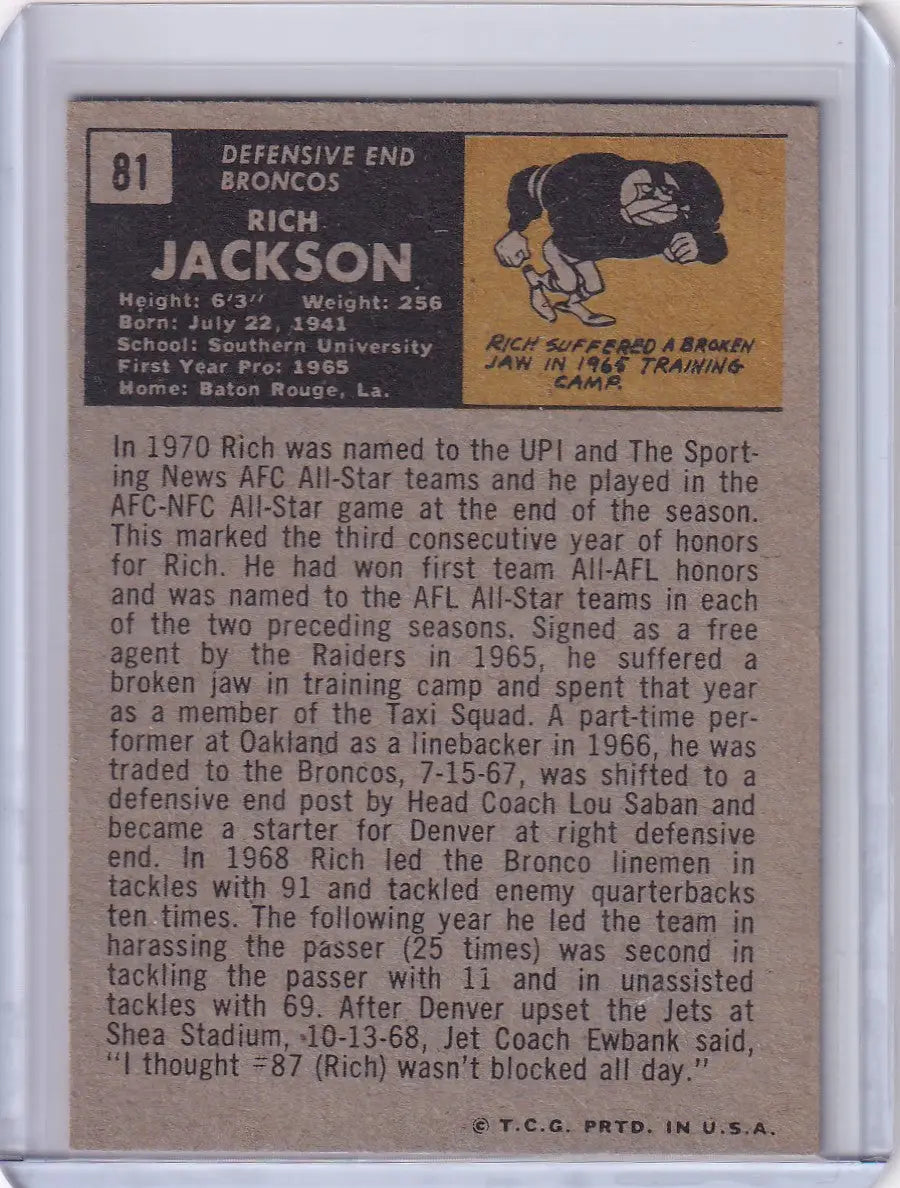 81
DEFENSIVE END
BRONCOS
RICH
JACKSON
Height: 6'3" Weight: 256
Born: July 22, 1941
School: Southern University
First Year Pro: 1965
Home: Baton Rouge, La.
RICH SUFFERED A BROKEN
JAW IN 1965 TRAINING
CAMP.
In 1970 Rich was named to the UPI and The Sport-
ing News AFC All-Star teams and he played in the
AFC-NFC All-Star game at the end of the season.
This marked the third consecutive year of honors
for Rich. He had won first team All-AFL honors
and was named to the AFL All-Star teams in each
of the two preceding seasons. Signed as a free
agent by the Raiders in 1965, he suffered a
broken jaw in training camp and spent that year
as a member of the Taxi Squad. A part-time per-
former at Oakland as a linebacker in 1966, he was
traded to the Broncos, 7-15-67, was shifted to a
defensive end post by Head Coach Lou Saban and
became a starter for Denver at right defensive
end. In 1968 Rich led the Bronco linemen in
tackles with 91 and tackled enemy quarterbacks
ten times. The following year he led the team in
harassing the passer (25 times) was second in
tackling the passer with 11 and in unassisted
tackles with 69. After Denver upset the Jets at
Shea Stadium, 10-13-68, Jet Coach Ewbank said,
"I thought #87 (Rich) wasn't blocked all day."
© T.C.G. PRTD. IN U.S.A.